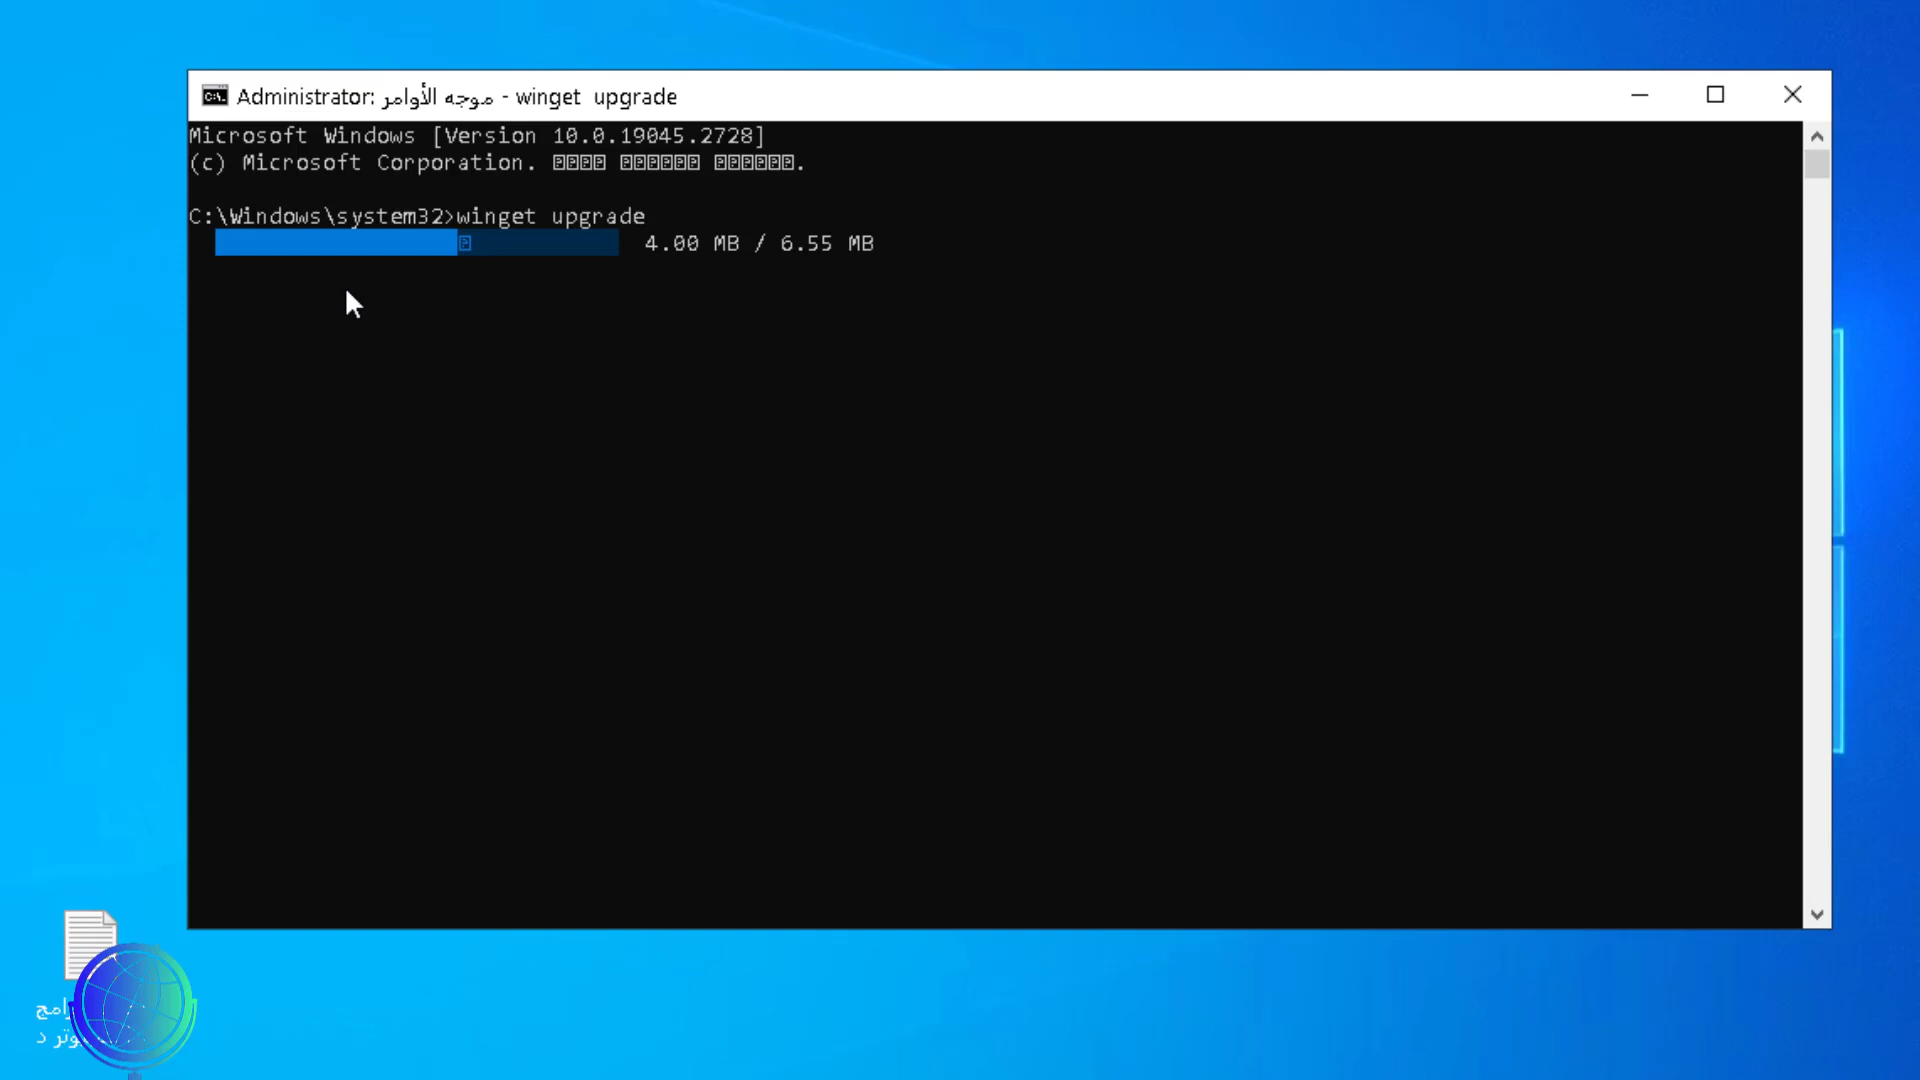 Administrator: موجه الأوامر - winget  upgrade
Microsoft Windows [Version 10.0.19045.2728]
(c) Microsoft Corporation.
C:\Windows\system32>winget upgrade
4.00 MB / 6.55 MB